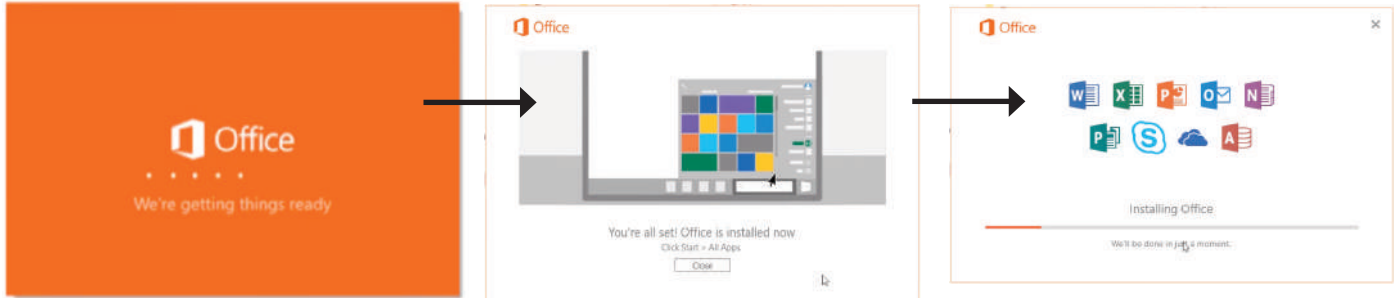 Office
We're getting things ready
Office
You're all set! Office is installed now
Click Start > All Apps
Close
Office
W X P O N
P S A
Installing Office
We'll be done in just a moment.